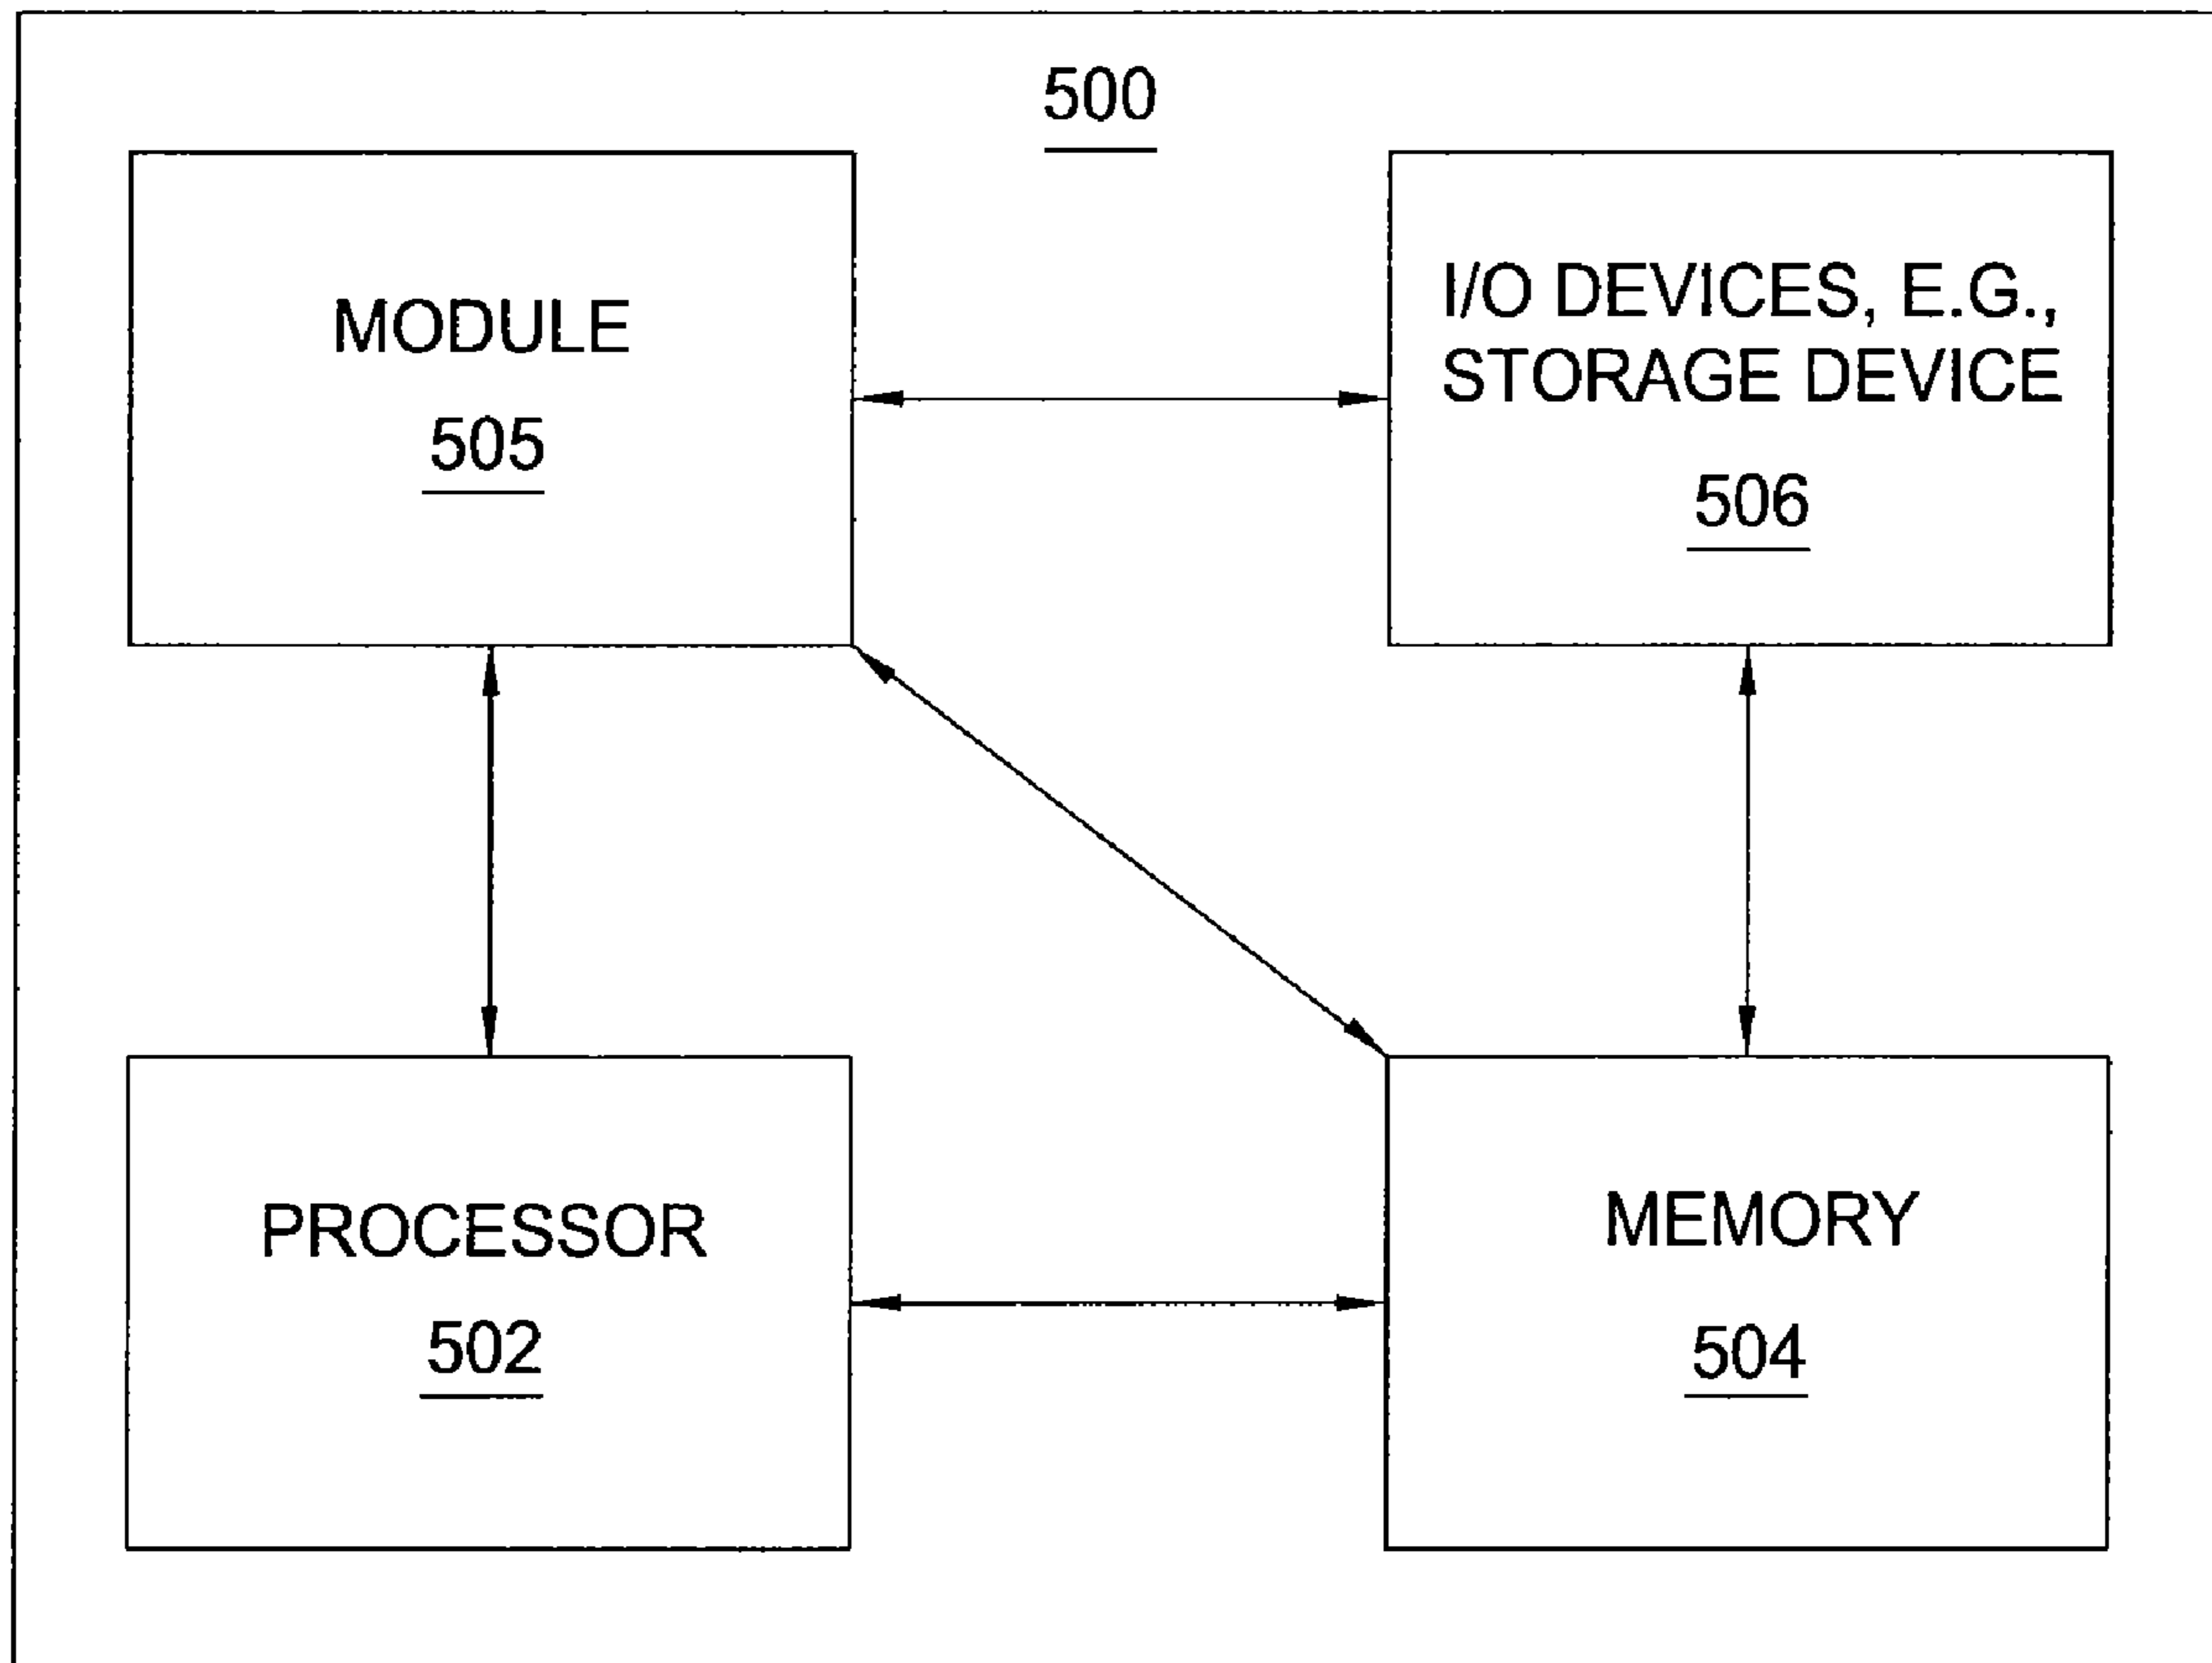 500
MODULE
505
I/O DEVICES, E.G.,
STORAGE DEVICE
506
PROCESSOR
502
MEMORY
504